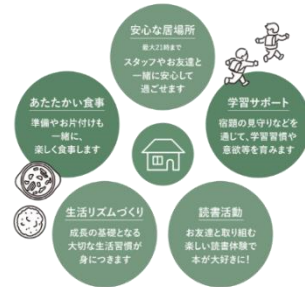 安心な居場所
最大21時まで
スタッフやお友達と
一緒に安心して
過ごせます
あたたかい食事
準備やお片付けも
一緒に、
楽しく食事します
学習サポート
宿題の見守りなどを
通じて、学習習慣や
意欲等を育みます
生活リズムづくり
成長の基礎となる
大切な生活習慣が
身につきます
読書活動
お友達と取り組む
楽しい読書体験で
本が大好きに!